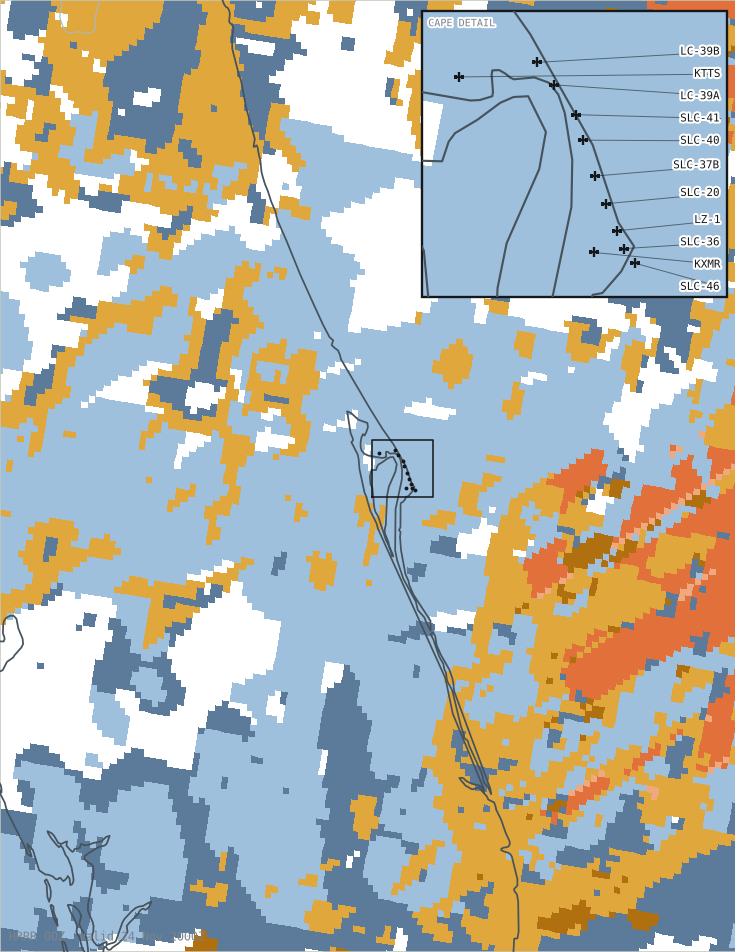 CAPE DETAIL
LC-39B
KTTS
LC-39A
SLC-41
SLC-40
SLC-37B
SLC-20
LZ-1
SLC-36
KXMR
SLC-46